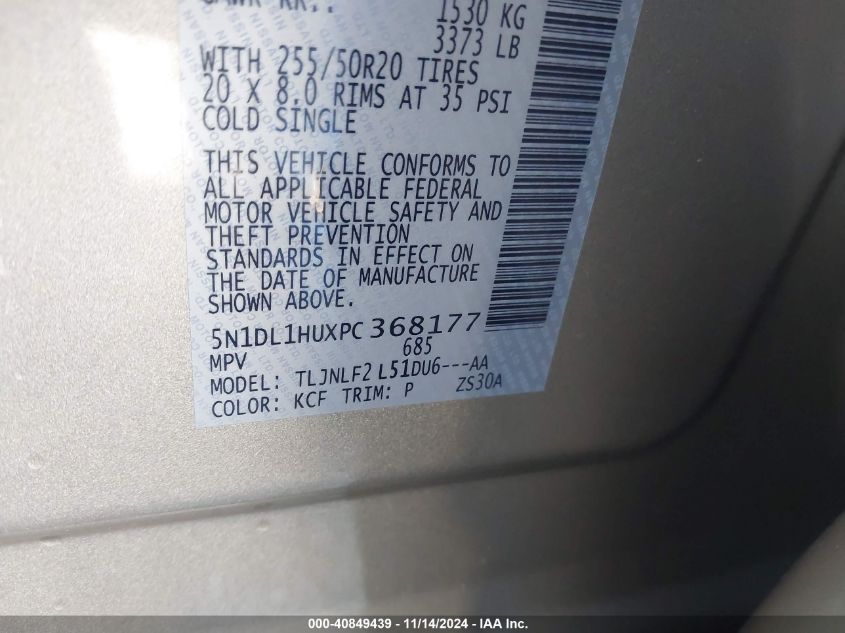 GAWR RR.:
1530 KG
3373 LB
WITH 255/50R20 TIRES
20 X 8.0 RIMS AT 35 PSI
COLD SINGLE
THIS VEHICLE CONFORMS TO
ALL APPLICABLE FEDERAL
MOTOR VEHICLE SAFETY AND
THEFT PREVENTION
STANDARDS IN EFFECT ON
THE DATE OF MANUFACTURE
SHOWN ABOVE.
5N1DL1HUXPC368177
MPV 685
MODEL: TLJNLF2 L51DU6---AA
COLOR: KCF TRIM: P ZS30A
000-40849439 - 11/14/2024 - IAA Inc.